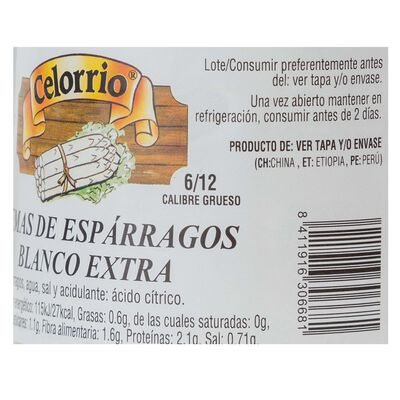 Celorrio®
Lote/Consumir preferentemente antes
del: ver tapa y/o envase.
Una vez abierto mantener en
refrigeración, consumir antes de 2 días.
PRODUCTO DE: VER TAPA Y/O ENVASE
(CH:CHINA , ET: ETIOPIA, PE: PERÚ)
6/12
CALIBRE GRUESO
MAS DE ESPÁRRAGOS
BLANCO EXTRA
agua, sal y acidulante: ácido cítrico.
115kJ/27kcal, Grasas: 0.6g, de las cuales saturadas: 0g,
1.1g, Fibra alimentaria: 1.6g, Proteínas: 2.1g, Sal: 0.71g.
8 411916 306681